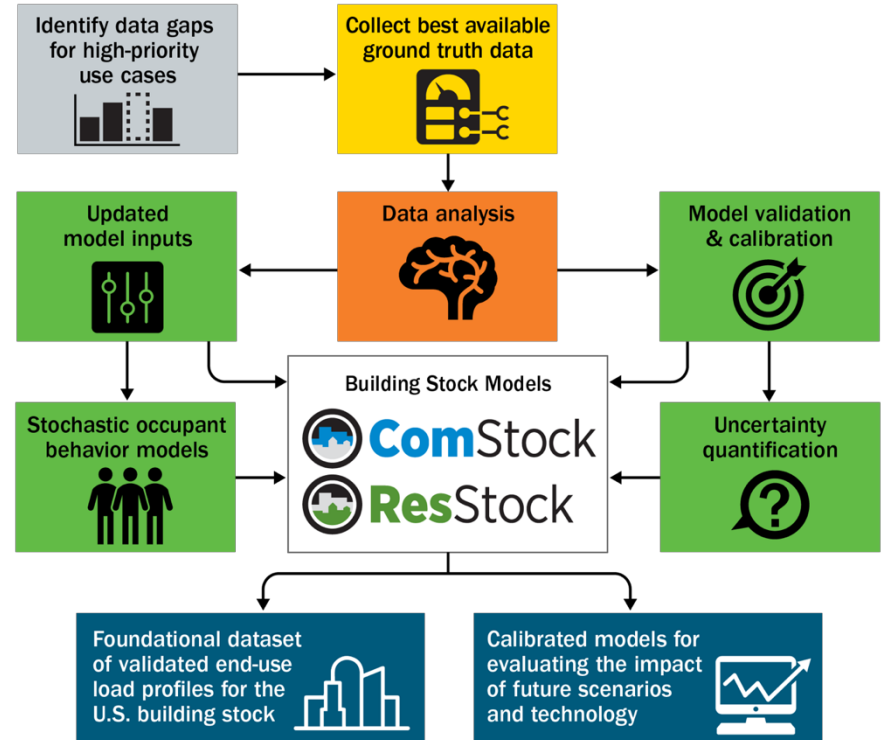 Identify data gaps
for high-priority
use cases
Collect best available
ground truth data
Updated
model inputs
Data analysis
Model validation
& calibration
Stochastic occupant
behavior models
Building Stock Models
ComStock
ResStock
Uncertainty
quantification
?
Foundational dataset
of validated end-use
load profiles for the
U.S. building stock
Calibrated models for
evaluating the impact
of future scenarios
and technology